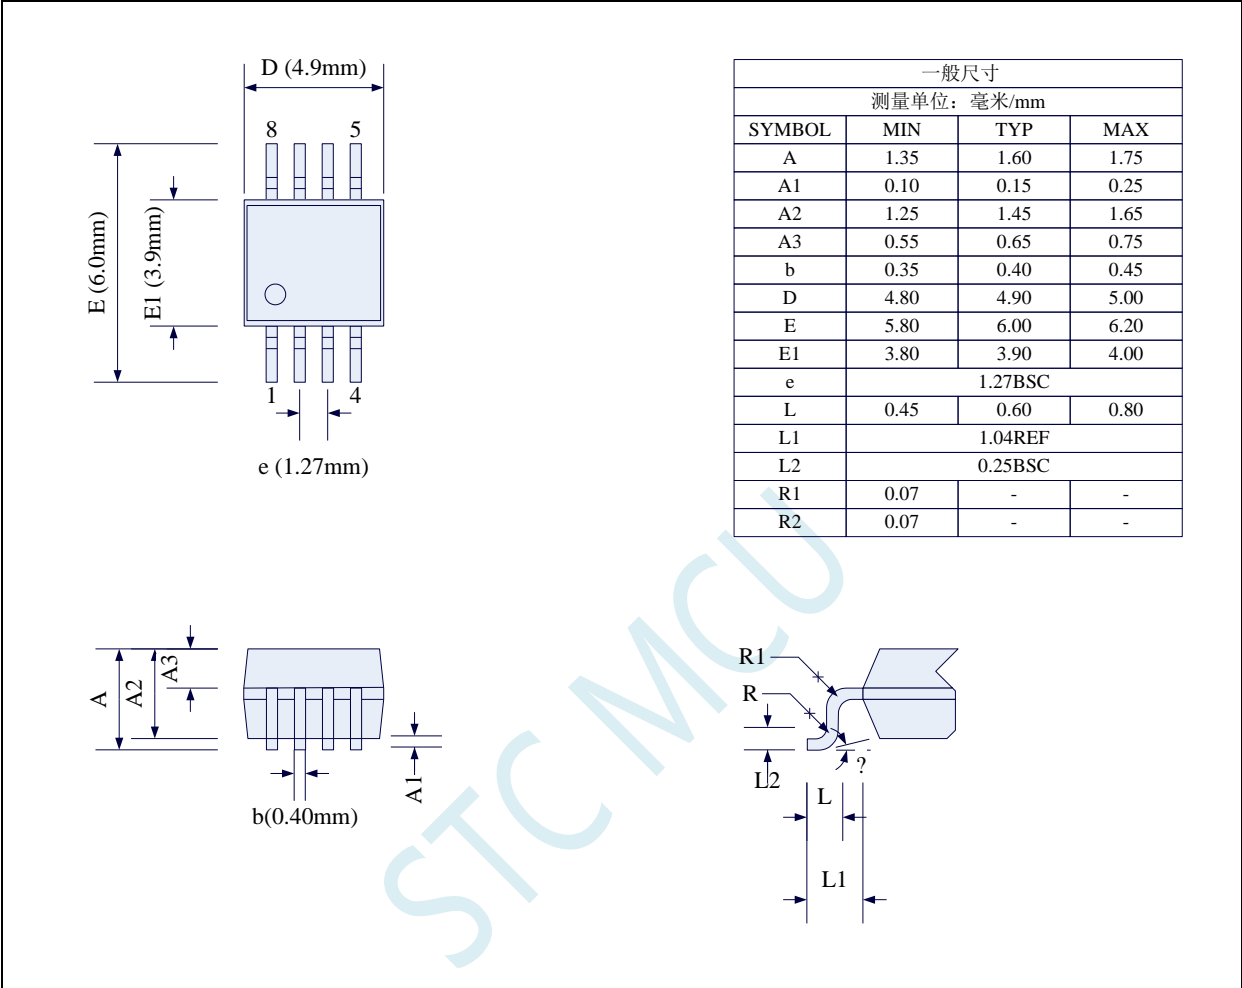 D (4.9mm)
8 5
E (6.0mm)
E1 (3.9mm)
1 4
e (1.27mm)
一般尺寸
测量单位：毫米/mm
SYMBOL MIN TYP MAX
A 1.35 1.60 1.75
A1 0.10 0.15 0.25
A2 1.25 1.45 1.65
A3 0.55 0.65 0.75
b 0.35 0.40 0.45
D 4.80 4.90 5.00
E 5.80 6.00 6.20
E1 3.80 3.90 4.00
e 1.27BSC
L 0.45 0.60 0.80
L1 1.04REF
L2 0.25BSC
R1 0.07 - -
R2 0.07 - -
A
A2
A3
A1
b(0.40mm)
R1
R
L2
?
L
L1
STC MCU